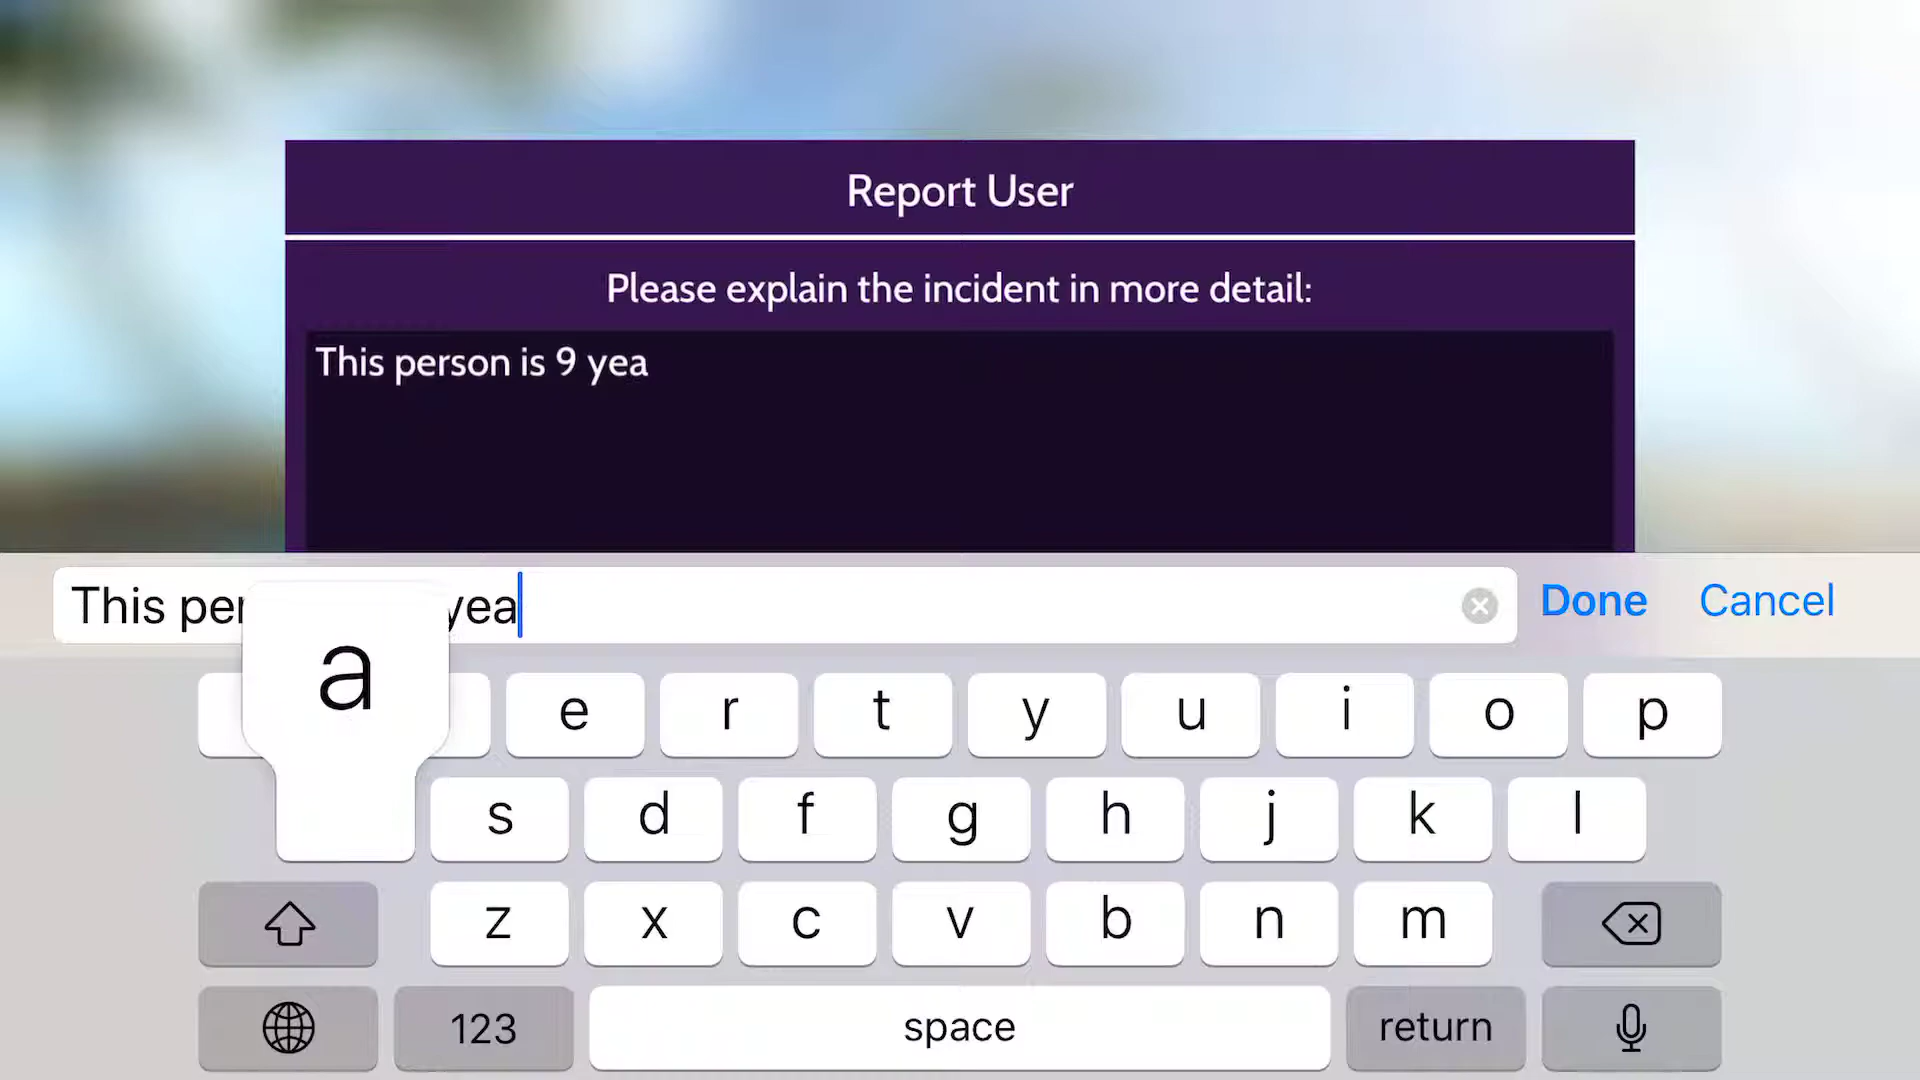 Report User
Please explain the incident in more detail:
This person is 9 yea
This per yea
Done Cancel
a
e r t y u i o p
s d f g h j k l
z x c v b n m
123 space return